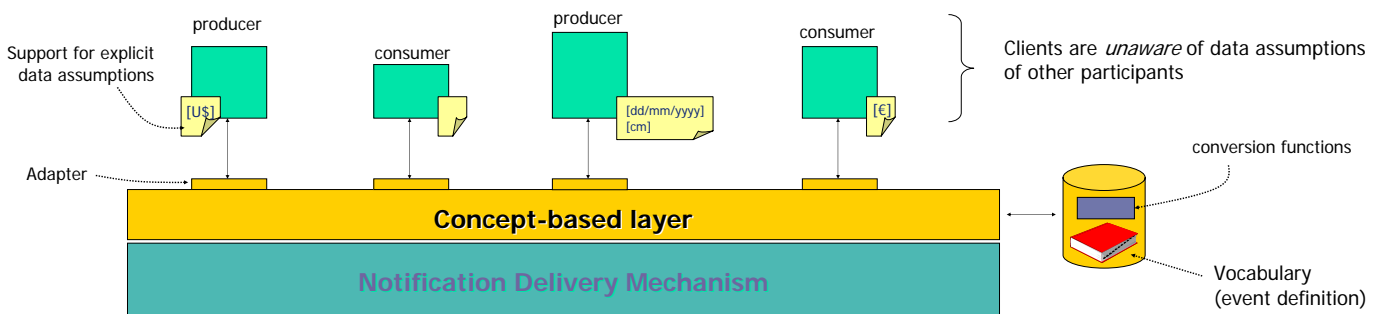 producer
consumer
producer
consumer
Support for explicit
data assumptions
[U$]
[dd/mm/yyyy]
[cm]
[€]
Clients are unaware of data assumptions
of other participants
Adapter
conversion functions
Concept-based layer
Notification Delivery Mechanism
Vocabulary
(event definition)